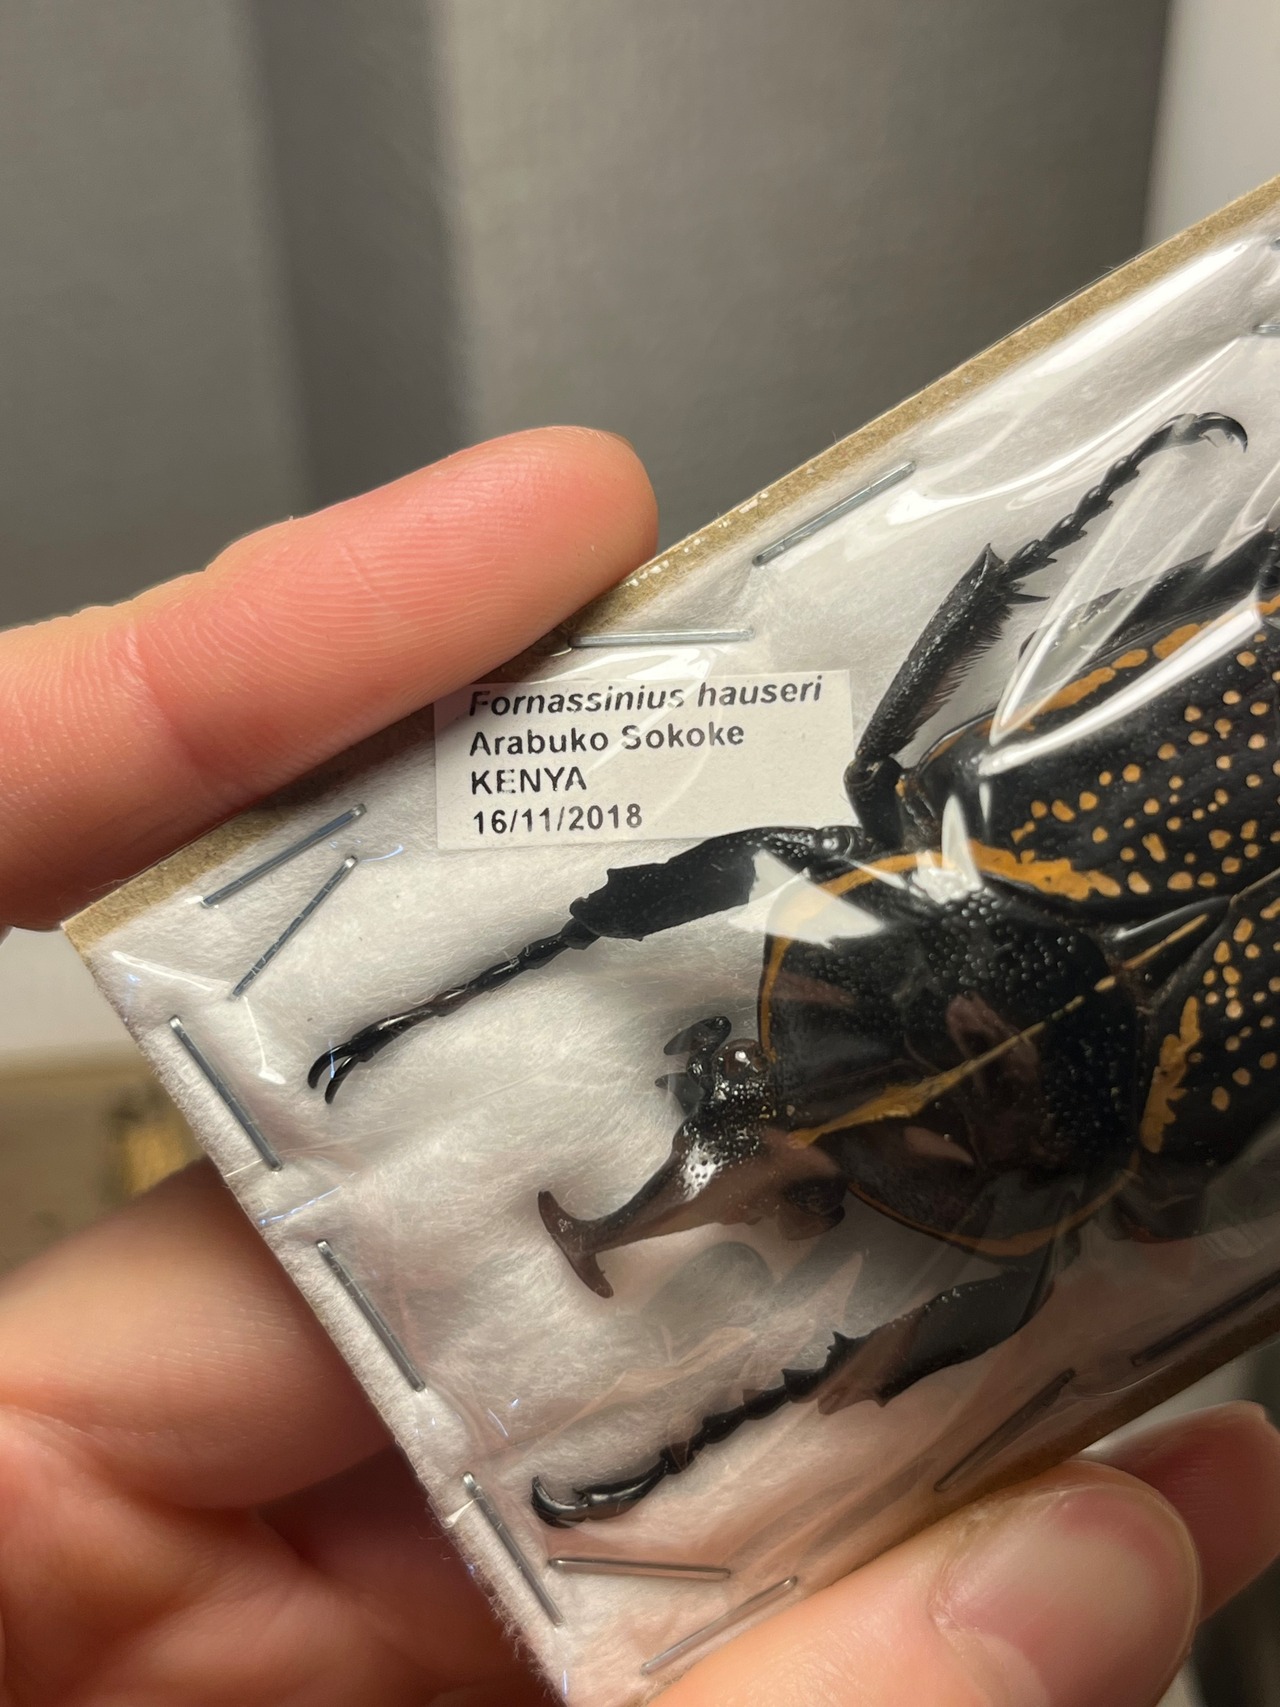 Fornassinius hauseri
Arabuko Sokoke
KENYA
16/11/2018